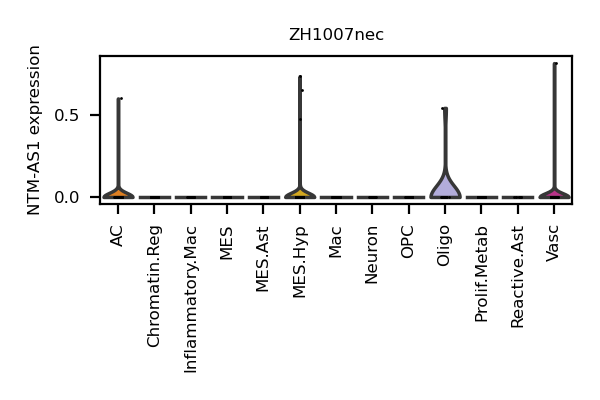 ZH1007nec
NTM-AS1 expression
0.5
0.0
AC
Chromatin.Reg
Inflammatory.Mac
MES
MES.Ast
MES.Hyp
Mac
Neuron
OPC
Oligo
Prolif.Metab
Reactive.Ast
Vasc